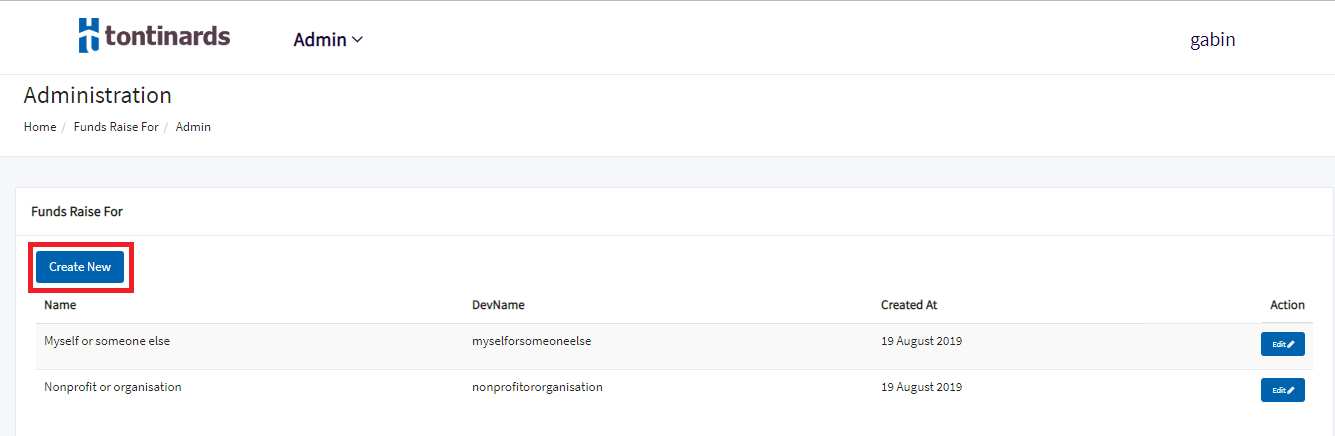 tontinards Admin gabin
Administration
Home / Funds Raise For / Admin
Funds Raise For
Create New
Name DevName Created At Action
Myself or someone else myselforsomeoneelse 19 August 2019 Edit
Nonprofit or organisation nonprofitororganisation 19 August 2019 Edit